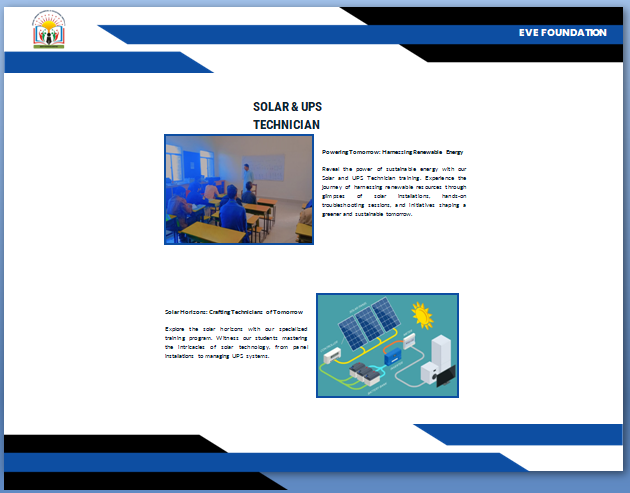 EVE FOUNDATION
SOLAR & UPS
TECHNICIAN
Powering Tomorrow: Harnessing Renewable Energy
Reveal the power of sustainable energy with our
Solar and UPS Technician training. Experience the
journey of harnessing renewable resources through
glimpses of solar installations, hands-on
troubleshooting sessions, and initiatives shaping a
greener and sustainable tomorrow.
Solar Horizons: Crafting Technicians of Tomorrow
Explore the solar horizons with our specialized
training program. Witness our students mastering
the intricacies of solar technology, from panel
installations to managing UPS systems.